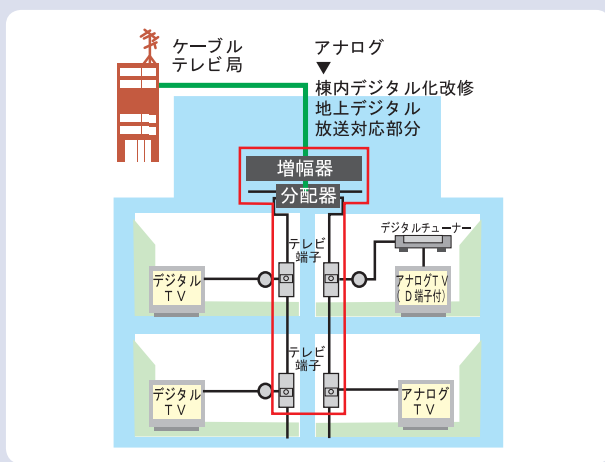 ケーブル
テレビ局
アナログ
▼
棟内デジタル化改修
地上デジタル
放送対応部分
増幅器
分配器
デジタルチューナー
テレビ
端子
デジタル
TV
アナログTV
(D端子付)
テレビ
端子
デジタル
TV
アナログ
TV